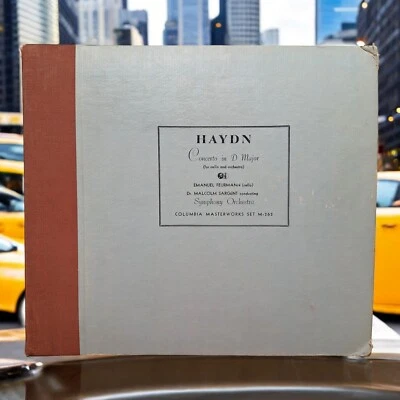 HAYDN
Concerto in D Major
(for cello and orchestra)
EMANUEL FEUERMANN (cello)
Dr. MALCOLM SARGENT conducting
Symphony Orchestra
COLUMBIA MASTERWORKS SET M-262